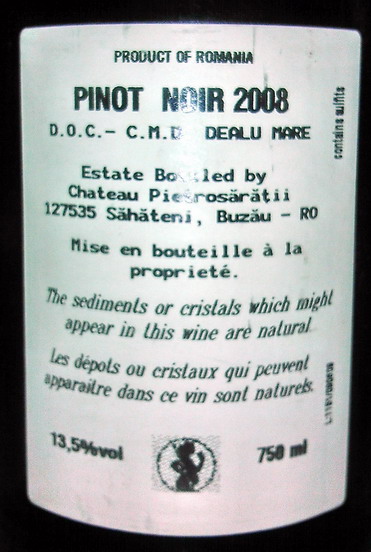 PRODUCT OF ROMANIA
PINOT NOIR 2008
D.O.C.- C.M.D DEALU MARE
contains sulfits
Estate Bottled by
Chateau Pietrosărăţii
127535 Săhăteni, Buzău - RO
Mise en bouteille à la
proprieté.
The sediments or cristals which might
appear in this wine are natural
Les dépots ou cristaux qui peuvent
apparaitre dans ce vin sont naturels.
13,5%vol
750 ml